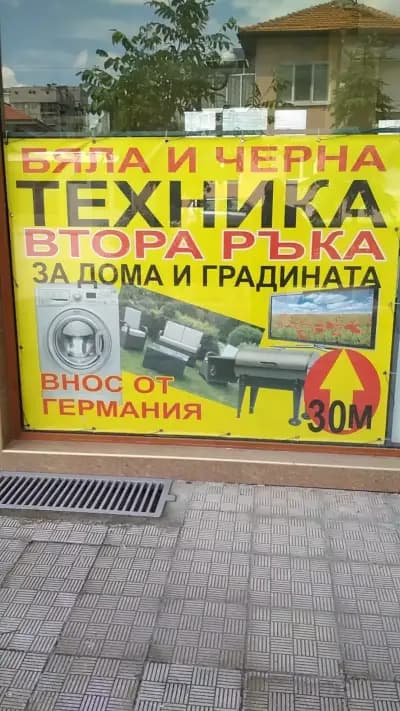 БЯЛА И ЧЕРНА
ТЕХНИКА
ВТОРА РЪКА
ЗА ДОМА И ГРАДИНАТА
ВНОС ОТ
ГЕРМАНИЯ
30М